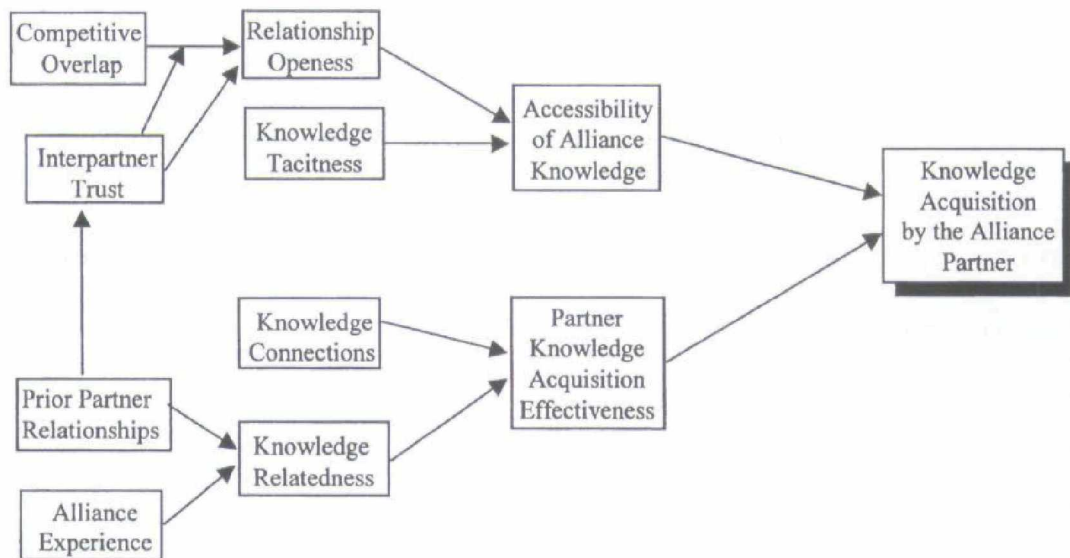 Competitive
Overlap
Relationship
Openess
Knowledge
Tacitness
Interpartner
Trust
Accessibility
of Alliance
Knowledge
Knowledge
Acquisition
by the Alliance
Partner
Knowledge
Connections
Partner
Knowledge
Acquisition
Effectiveness
Prior Partner
Relationships
Knowledge
Relatedness
Alliance
Experience